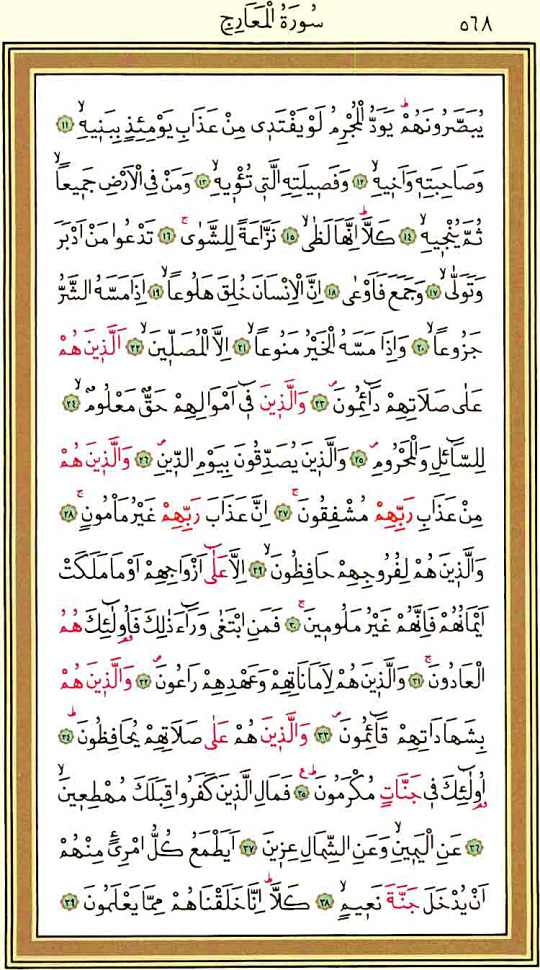 سُورَةُ الْمَعَارِجِ ٥٦٨
يُبَصَّرُونَهُمْۜ يَوَدُّ الْمُجْرِمُ لَوْ يَفْتَد۪ي مِنْ عَذَابِ يَوْمِئِذٍ بِبَن۪يهِۙ ﴿١١﴾
وَصَاحِبَتِه۪ وَاَخ۪يهِۙ ﴿١٢﴾ وَفَص۪يلَتِهِ الَّت۪ي تُؤْو۪يهِۙ ﴿١٣﴾ وَمَنْ فِي الْاَرْضِ جَم۪يعاًۙ
ثُمَّ يُنْج۪يهِۙ ﴿١٤﴾ كَلَّاۜ اِنَّهَا لَظٰىۙ ﴿١٥﴾ نَزَّاعَةً لِلشَّوٰىۚ ﴿١٦﴾ تَدْعُوا مَنْ اَدْبَرَ
وَتَوَلّٰىۙ ﴿١٧﴾ وَجَمَعَ فَاَوْعٰى ﴿١٨﴾ اِنَّ الْاِنْسَانَ خُلِقَ هَلُوعاًۙ ﴿١٩﴾ اِذَا مَسَّهُ الشَّرُّ
جَزُوعاًۙ ﴿٢٠﴾ وَاِذَا مَسَّهُ الْخَيْرُ مَنُوعاًۙ ﴿٢١﴾ اِلَّا الْمُصَلّ۪ينَۙ ﴿٢٢﴾ اَلَّذ۪ينَ هُمْ
عَلٰى صَلَاتِهِمْ دَٓائِمُونَۖ ﴿٢٣﴾ وَالَّذ۪ينَ ف۪ٓي اَمْوَالِهِمْ حَقٌّ مَعْلُومٌۙ ﴿٢٤﴾
لِلسَّٓائِلِ وَالْمَحْرُومِۖ ﴿٢٥﴾ وَالَّذ۪ينَ يُصَدِّقُونَ بِيَوْمِ الدّ۪ينِۖ ﴿٢٦﴾ وَالَّذ۪ينَ هُمْ
مِنْ عَذَابِ رَبِّهِمْ مُشْفِقُونَۚ ﴿٢٧﴾ اِنَّ عَذَابَ رَبِّهِمْ غَيْرُ مَأْمُونٍۚ ﴿٢٨﴾
وَالَّذ۪ينَ هُمْ لِفُرُوجِهِمْ حَافِظُونَۙ ﴿٢٩﴾ اِلَّا عَلٰٓى اَزْوَاجِهِمْ اَوْ مَا مَلَكَتْ
اَيْمَانُهُمْ فَاِنَّهُمْ غَيْرُ مَلُوم۪ينَۚ ﴿٣٠﴾ فَمَنِ ابْتَغٰى وَرَٓاءَ ذٰلِكَ فَاُو۬لٰٓئِكَ هُمُ
الْعَادُونَۚ ﴿٣١﴾ وَالَّذ۪ينَ هُمْ لِاَمَانَاتِهِمْ وَعَهْدِهِمْ رَاعُونَۖ ﴿٣٢﴾ وَالَّذ۪ينَ هُمْ
بِشَهَادَاتِهِمْ قَٓائِمُونَۖ ﴿٣٣﴾ وَالَّذ۪ينَ هُمْ عَلٰى صَلَاتِهِمْ يُحَافِظُونَۜ ﴿٣٤﴾
اُو۬لٰٓئِكَ ف۪ي جَنَّاتٍ مُكْرَمُونَۜ ع ﴿٣٥﴾ فَمَالِ الَّذ۪ينَ كَفَرُوا قِبَلَكَ مُهْطِع۪ينَۙ
﴿٣٦﴾ عَنِ الْيَم۪ينِۙ وَعَنِ الشِّمَالِ عِز۪ينَ ﴿٣٧﴾ اَيَطْمَعُ كُلُّ امْرِئٍ مِنْهُمْ
اَنْ يُدْخَلَ جَنَّةَ نَع۪يمٍۙ ﴿٣٨﴾ كَلَّاۜ اِنَّا خَلَقْنَاهُمْ مِمَّا يَعْلَمُونَ ﴿٣٩﴾